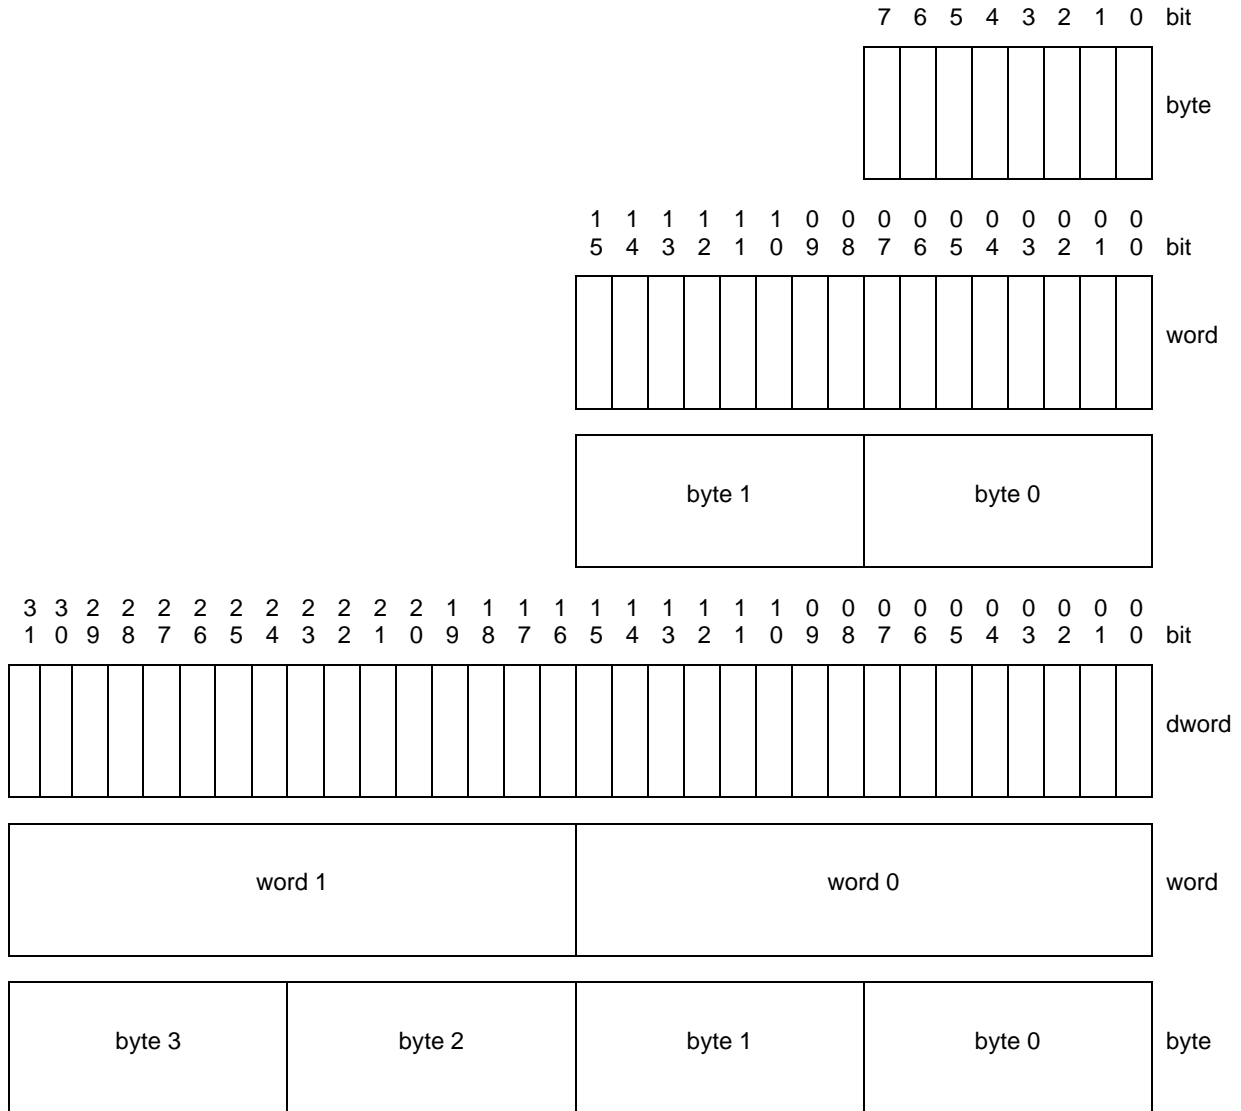 7 6 5 4 3 2 1 0 bit
byte
1 1 1 1 1 1 0 0 0 0 0 0 0 0 0 0
5 4 3 2 1 0 9 8 7 6 5 4 3 2 1 0 bit
word
byte 1 byte 0
3 3 2 2 2 2 2 2 2 2 2 2 1 1 1 1 1 1 1 1 1 1 0 0 0 0 0 0 0 0 0 0
1 0 9 8 7 6 5 4 3 2 1 0 9 8 7 6 5 4 3 2 1 0 9 8 7 6 5 4 3 2 1 0 bit
dword
word 1 word 0 word
byte 3 byte 2 byte 1 byte 0 byte